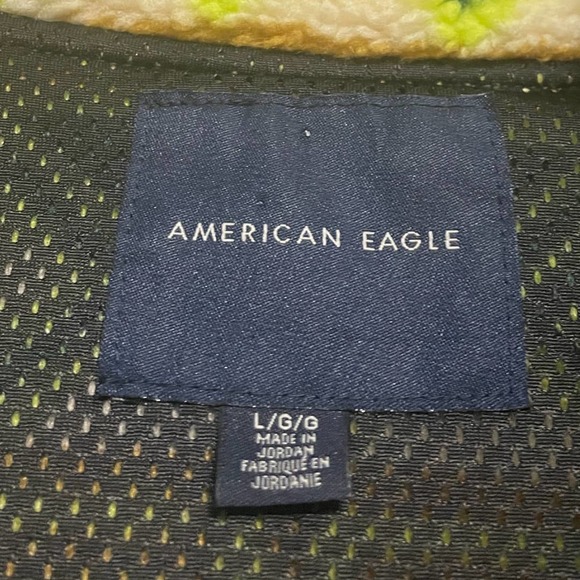 AMERICAN EAGLE
L/G/G
MADE IN
JORDAN
FABRIQUÉ EN
JORDANIE